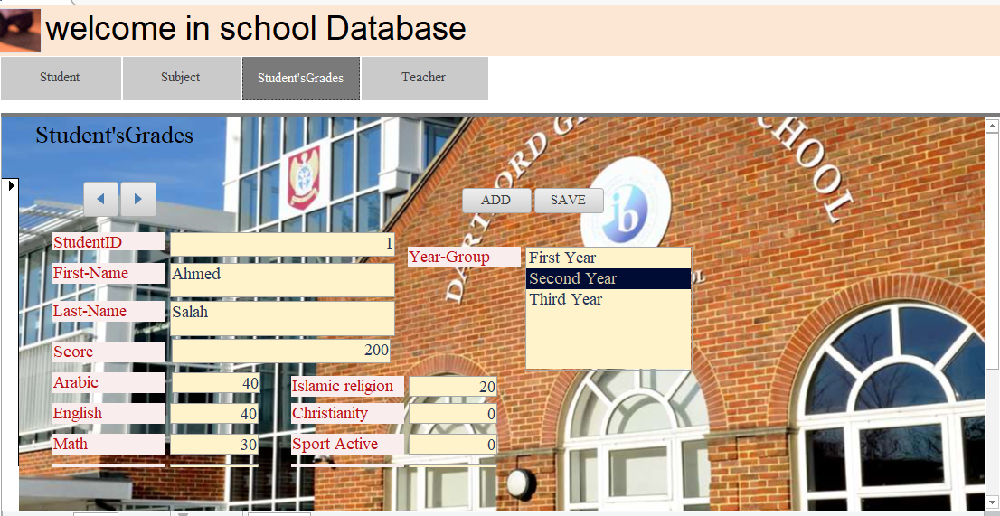 welcome in school Database
Student
Subject
Student'sGrades
Teacher
Student'sGrades
ADD
SAVE
StudentID
1
First-Name
Ahmed
Last-Name
Salah
Score
200
Year-Group
First Year
Second Year
Third Year
Arabic
40
Islamic religion
20
English
40
Christianity
0
Math
30
Sport Active
0
DARTFORD G
CHOOL
ib